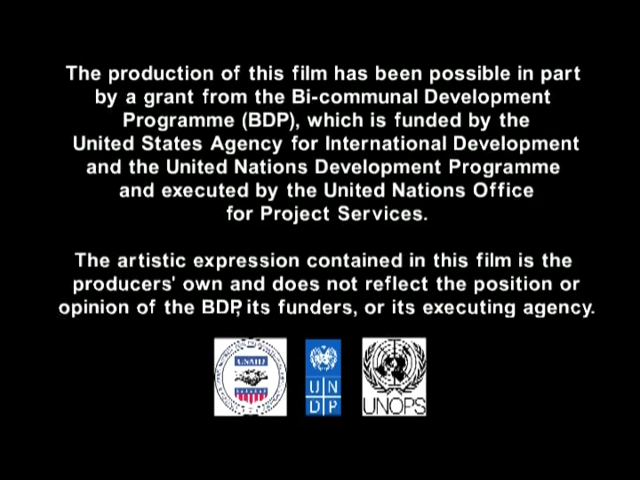 The production of this film has been possible in part
by a grant from the Bi-communal Development
Programme (BDP), which is funded by the
United States Agency for International Development
and the United Nations Development Programme
and executed by the United Nations Office
for Project Services.
The artistic expression contained in this film is the
producers' own and does not reflect the position or
opinion of the BDP, its funders, or its executing agency.
USAID
UN
DP
UNOPS